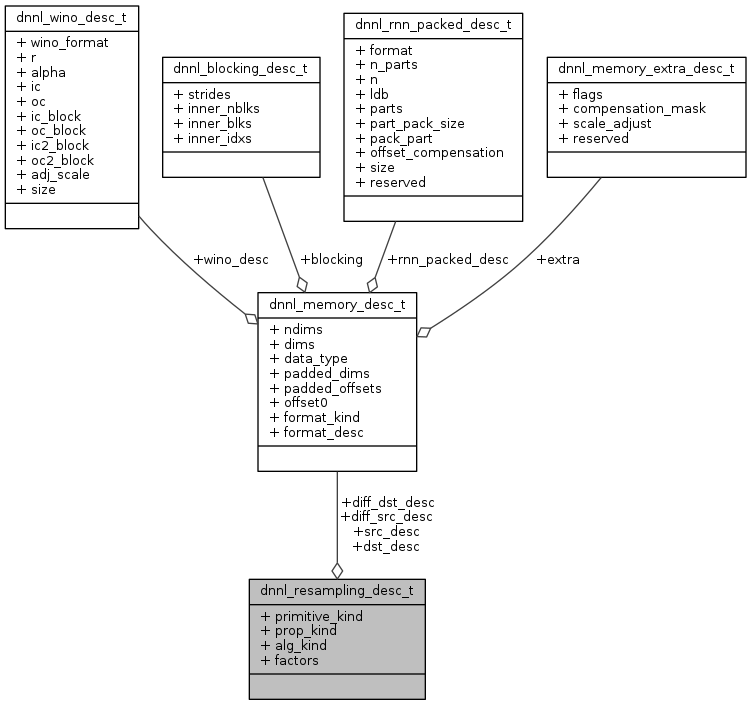 dnnl_wino_desc_t
+ wino_format
+ r
+ alpha
+ ic
+ oc
+ ic_block
+ oc_block
+ ic2_block
+ oc2_block
+ adj_scale
+ size
dnnl_blocking_desc_t
+ strides
+ inner_nblks
+ inner_blks
+ inner_idxs
dnnl_rnn_packed_desc_t
+ format
+ n_parts
+ n
+ ldb
+ parts
+ part_pack_size
+ pack_part
+ offset_compensation
+ size
+ reserved
dnnl_memory_extra_desc_t
+ flags
+ compensation_mask
+ scale_adjust
+ reserved
+wino_desc
+blocking
+rnn_packed_desc
+extra
dnnl_memory_desc_t
+ ndims
+ dims
+ data_type
+ padded_dims
+ padded_offsets
+ offset0
+ format_kind
+ format_desc
+diff_dst_desc
+diff_src_desc
+src_desc
+dst_desc
dnnl_resampling_desc_t
+ primitive_kind
+ prop_kind
+ alg_kind
+ factors